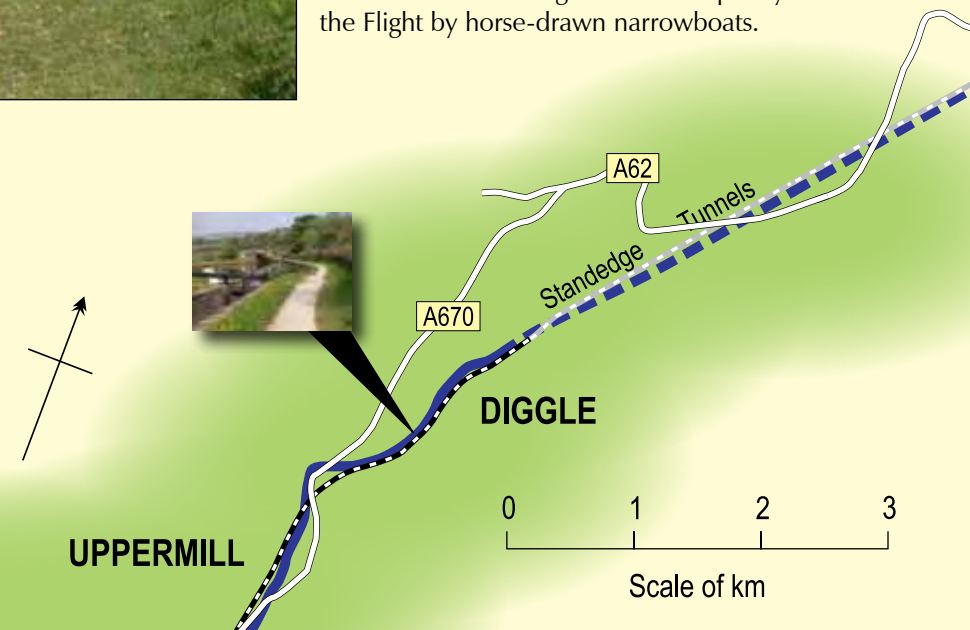 the Flight by horse-drawn narrowboats.
A62
Standedge Tunnels
A670
DIGGLE
UPPERMILL
0 1 2 3
Scale of km